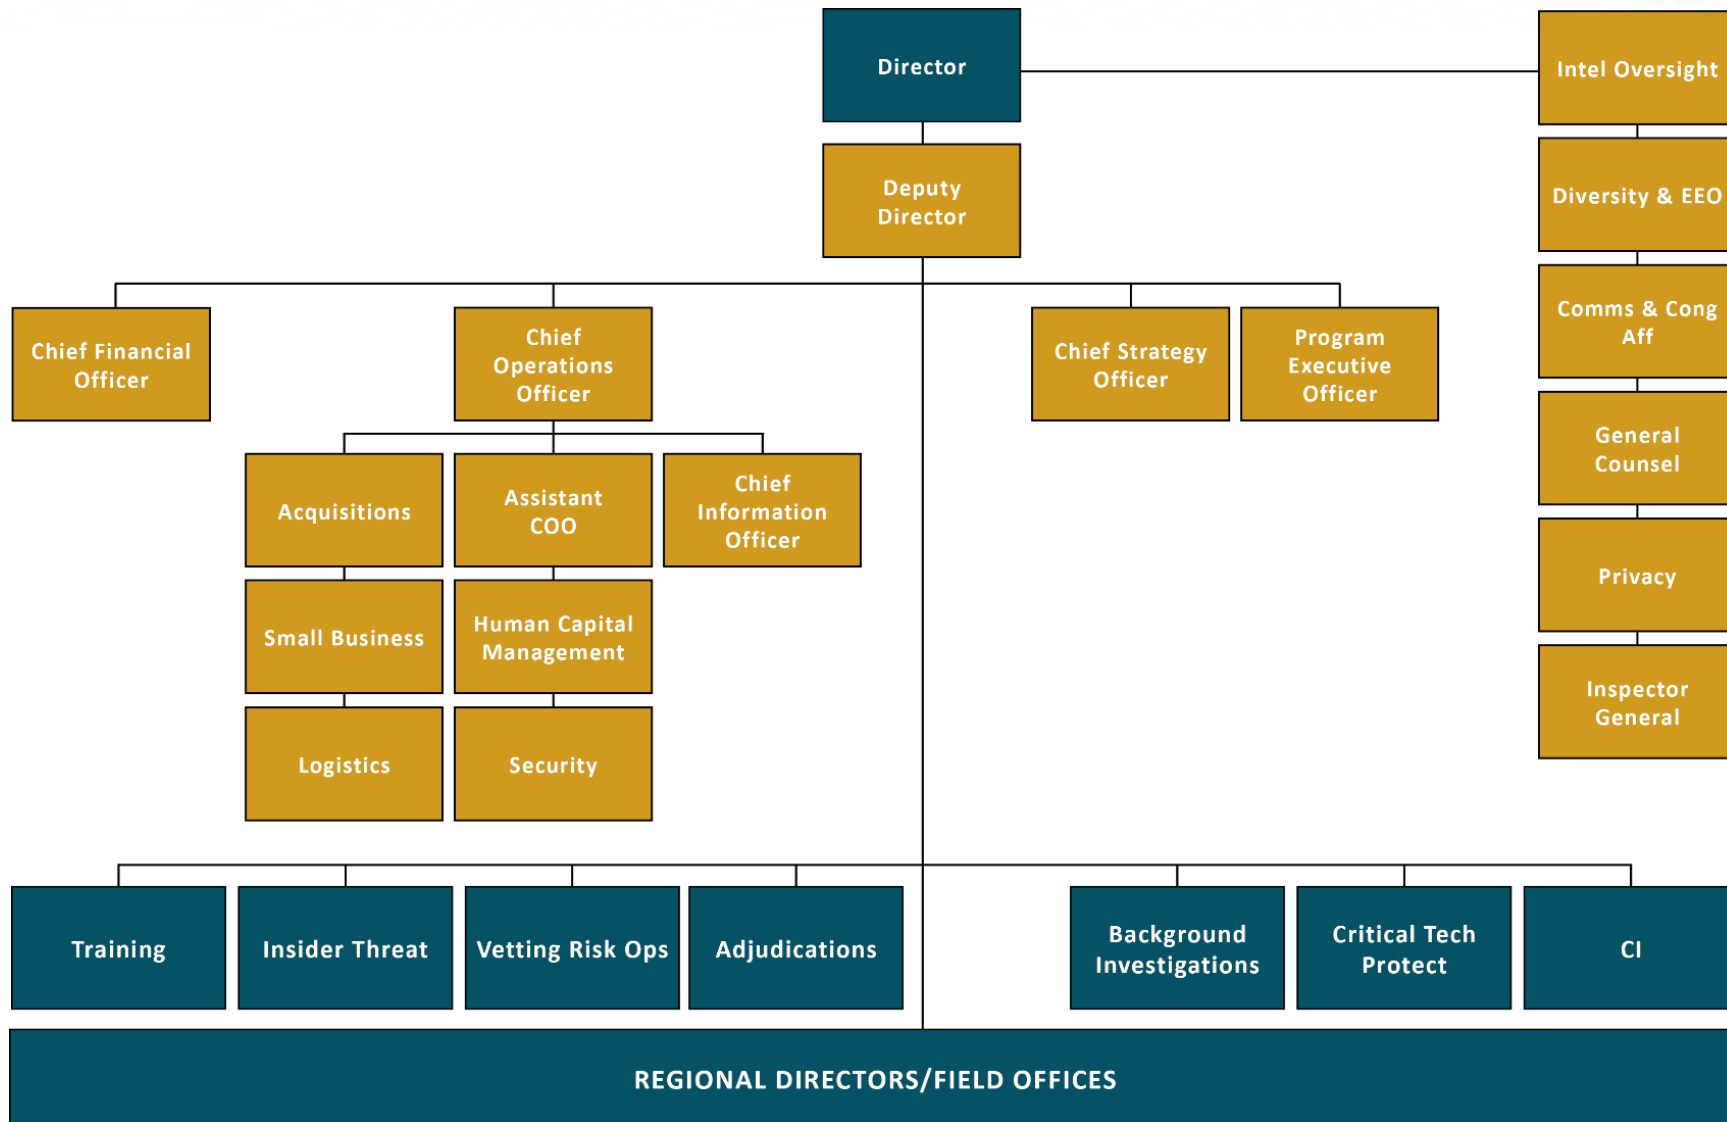 Director
Intel Oversight
Deputy
Director
Diversity & EEO
Comms & Cong
Aff
General
Counsel
Privacy
Inspector
General
Chief Financial
Officer
Chief
Operations
Officer
Chief Strategy
Officer
Program
Executive
Officer
Acquisitions
Assistant
COO
Chief
Information
Officer
Small Business
Human Capital
Management
Logistics
Security
Training
Insider Threat
Vetting Risk Ops
Adjudications
Background
Investigations
Critical Tech
Protect
CI
REGIONAL DIRECTORS/FIELD OFFICES